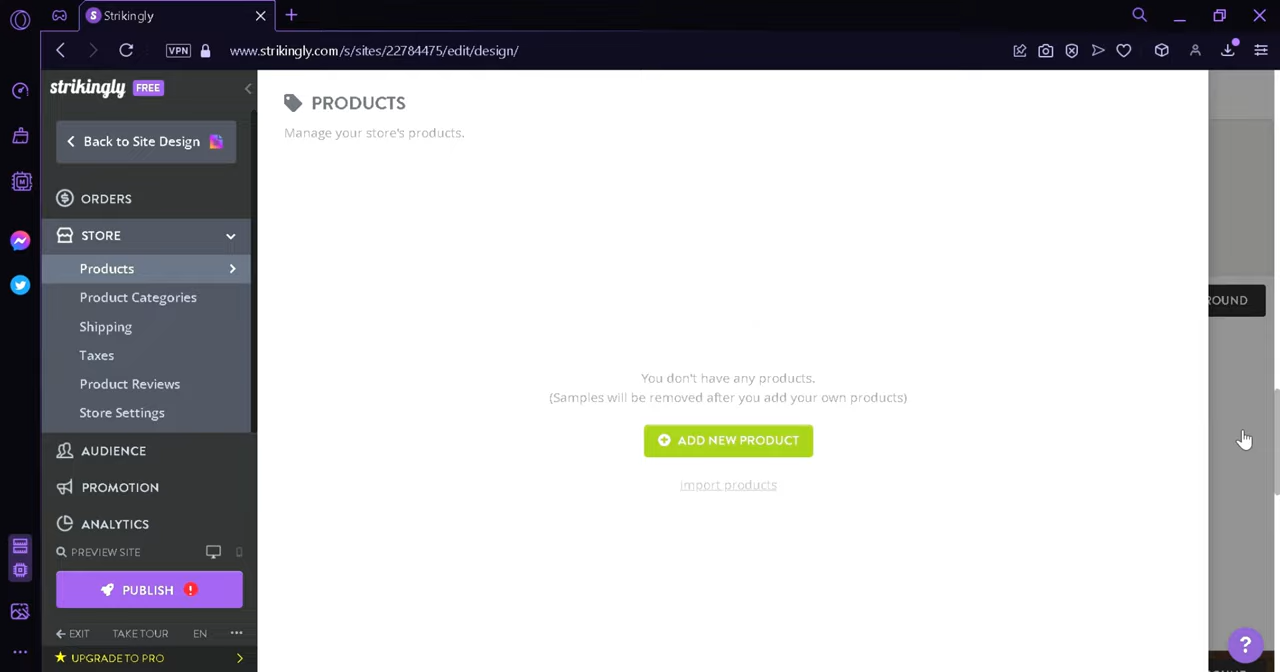 Strikingly
VPN
www.strikingly.com/s/sites/22784475/edit/design/
strikingly FREE
Back to Site Design
ORDERS
STORE
Products
Product Categories
Shipping
Taxes
Product Reviews
Store Settings
AUDIENCE
PROMOTION
ANALYTICS
PREVIEW SITE
PUBLISH
EXIT TAKE TOUR EN
UPGRADE TO PRO
PRODUCTS
Manage your store's products.
You don't have any products.
(Samples will be removed after you add your own products)
ADD NEW PRODUCT
import products
ROUND
?